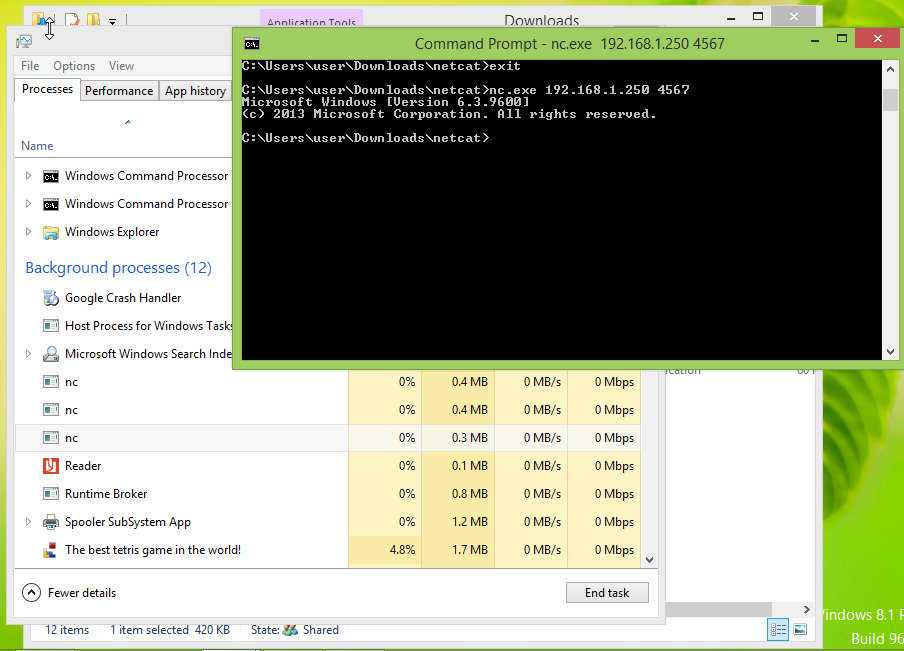 Application Tools
Downloads
Command Prompt - nc.exe 192.168.1.250 4567
C:\Users\user\Downloads\netcat>exit
C:\Users\user\Downloads\netcat>nc.exe 192.168.1.250 4567
Microsoft Windows [Version 6.3.9600]
(c) 2013 Microsoft Corporation. All rights reserved.
C:\Users\user\Downloads\netcat>
File Options View
Processes Performance App history
Name
Windows Command Processor
Windows Command Processor
Windows Explorer
Background processes (12)
Google Crash Handler
Host Process for Windows Tasks
Microsoft Windows Search Inde
nc 0% 0.4 MB 0 MB/s 0 Mbps
nc 0% 0.4 MB 0 MB/s 0 Mbps
nc 0% 0.3 MB 0 MB/s 0 Mbps
Reader 0% 0.1 MB 0 MB/s 0 Mbps
Runtime Broker 0% 0.8 MB 0 MB/s 0 Mbps
Spooler SubSystem App 0% 1.2 MB 0 MB/s 0 Mbps
The best tetris game in the world! 4.8% 1.7 MB 0 MB/s 0 Mbps
Fewer details End task
12 items 1 item selected 420 KB State: Shared
indows 8.1 P
Build 96